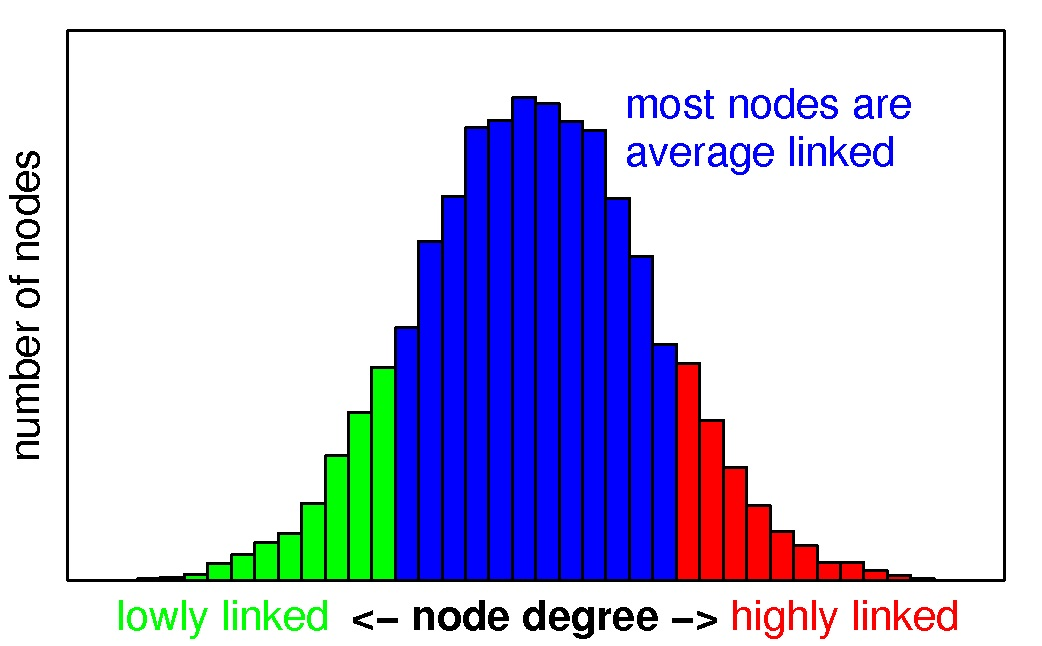 most nodes are
average linked
number of nodes
lowly linked <– node degree –> highly linked